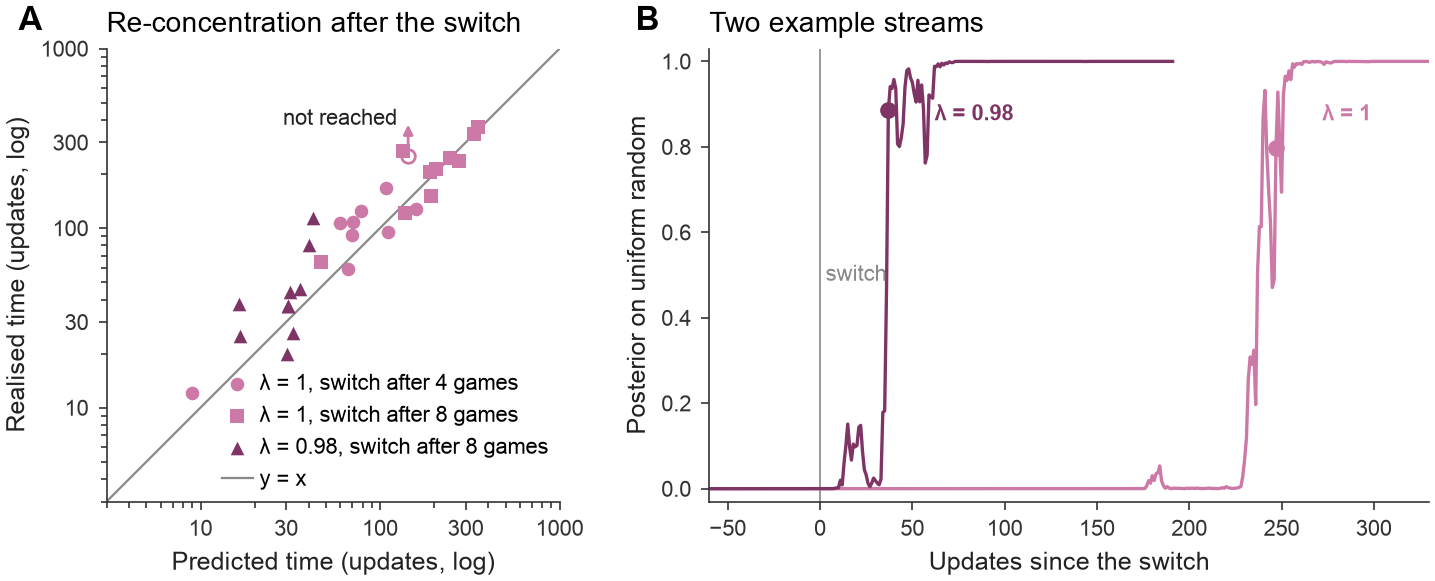 A
Re-concentration after the switch
Realised time (updates, log)
1000
300
100
30
10
not reached
λ = 1, switch after 4 games
λ = 1, switch after 8 games
λ = 0.98, switch after 8 games
y = x
10
30
100
300
1000
Predicted time (updates, log)
B
Two example streams
Posterior on uniform random
1.0
0.8
0.6
0.4
0.2
0.0
λ = 0.98
λ = 1
switch
−50
0
50
100
150
200
250
300
Updates since the switch